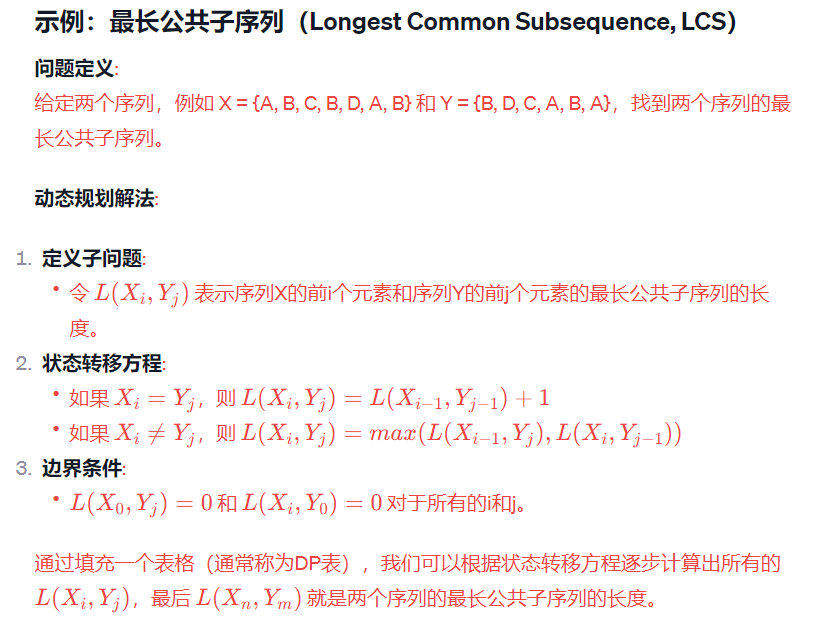 示例：最长公共子序列（Longest Common Subsequence, LCS）
问题定义:
给定两个序列，例如 X = {A, B, C, B, D, A, B} 和 Y = {B, D, C, A, B, A}，找到两个序列的最
长公共子序列。
动态规划解法:
1. 定义子问题:
• 令 L(X_i, Y_j) 表示序列X的前i个元素和序列Y的前j个元素的最长公共子序列的长
度。
2. 状态转移方程:
• 如果 X_i = Y_j，则 L(X_i, Y_j) = L(X_{i-1}, Y_{j-1}) + 1
• 如果 X_i ≠ Y_j，则 L(X_i, Y_j) = max(L(X_{i-1}, Y_j), L(X_i, Y_{j-1}))
3. 边界条件:
• L(X_0, Y_j) = 0 和 L(X_i, Y_0) = 0 对于所有的i和j。
通过填充一个表格（通常称为DP表），我们可以根据状态转移方程逐步计算出所有的
L(X_i, Y_j)，最后 L(X_n, Y_m) 就是两个序列的最长公共子序列的长度。